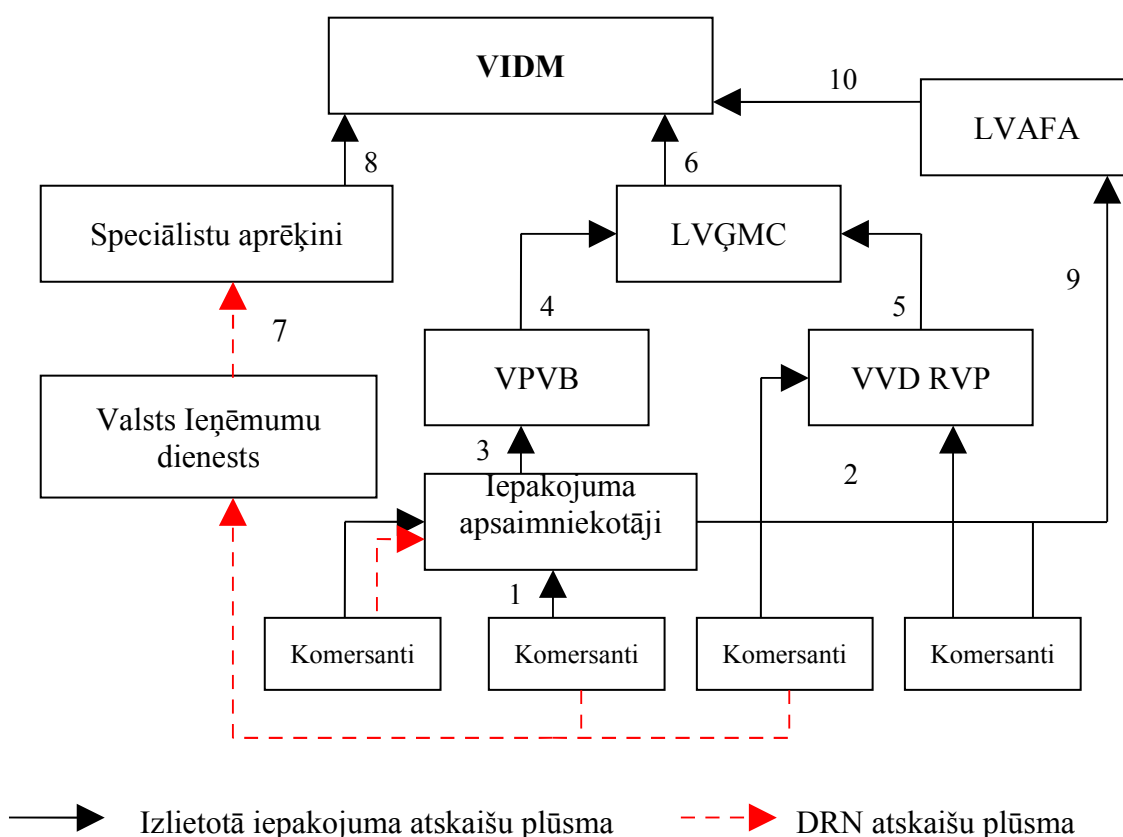 VIDM
10
LVAFA
8
6
Speciālistu aprēķini
LVĢMC
9
4
5
7
VPVB
VVD RVP
Valsts Ieņēmumu
dienests
3
2
Iepakojuma
apsaimniekotāji
1
Komersanti
Komersanti
Komersanti
Komersanti
Izlietotā iepakojuma atskaišu plūsma
DRN atskaišu plūsma